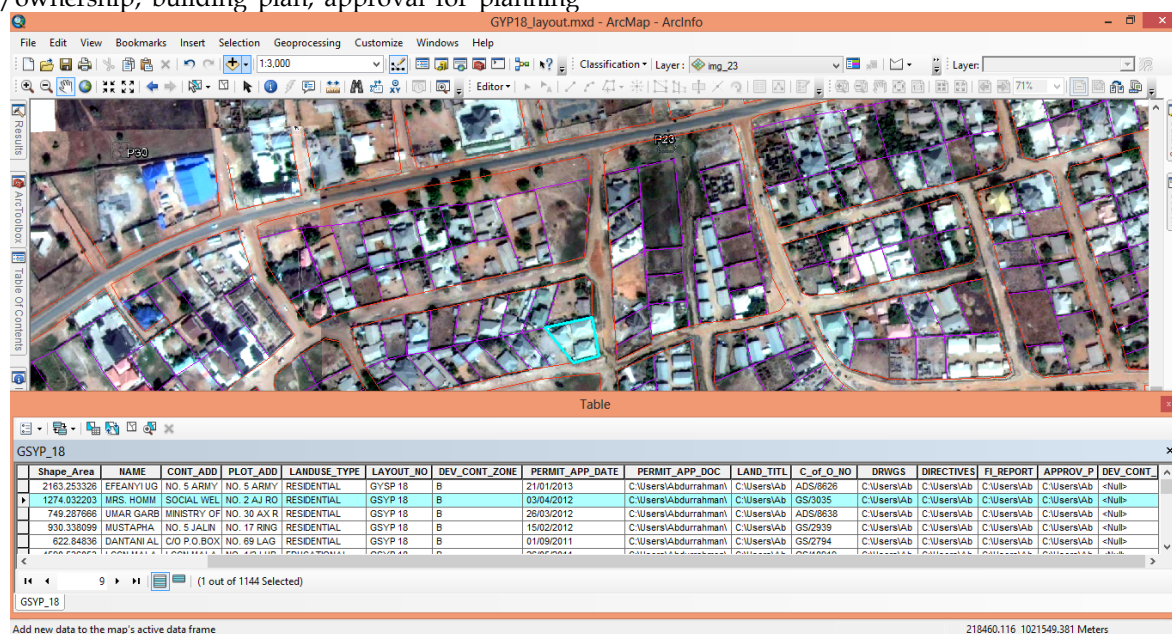 /ownership, building plan, approval for planning
GYP18_layout.mxd - ArcMap - ArcInfo
File Edit View Bookmarks Insert Selection Geoprocessing Customize Windows Help
1:3,000 Classification Layer: img_23 Layer:
Editor 71%
Results
ArcToolbox
Table Of Contents
P30
P23
Table
GSYP_18
Shape_Area NAME CONT_ADD PLOT_ADD LANDUSE_TYPE LAYOUT_NO DEV_CONT_ZONE PERMIT_APP_DATE PERMIT_APP_DOC LAND_TITL C_of_O_NO DRWGS DIRECTIVES FI_REPORT APPROV_P DEV_CONT_
2163.253326 EFEANYI UG NO. 5 ARMY NO. 5 ARMY RESIDENTIAL GYSP 18 B 21/01/2013 C:\Users\Abdurrahman\ C:\Users\Ab ADS/8626 C:\Users\Ab C:\Users\Ab C:\Users\Ab C:\Users\Ab <Null>
1274.032203 MRS. HOMM SOCIAL WEL NO. 2 AJ RO RESIDENTIAL GSYP 18 B 03/04/2012 C:\Users\Abdurrahman\ C:\Users\Ab GS/3035 C:\Users\Ab C:\Users\Ab C:\Users\Ab C:\Users\Ab <Null>
749.287666 UMAR GARB MINISTRY OF NO. 30 AX R RESIDENTIAL GSYP 18 B 26/03/2012 C:\Users\Abdurrahman\ C:\Users\Ab ADS/8638 C:\Users\Ab C:\Users\Ab C:\Users\Ab C:\Users\Ab <Null>
930.338099 MUSTAPHA NO. 5 JALIN NO. 17 RING RESIDENTIAL GSYP 18 B 15/02/2012 C:\Users\Abdurrahman\ C:\Users\Ab GS/2939 C:\Users\Ab C:\Users\Ab C:\Users\Ab C:\Users\Ab <Null>
622.84836 DANTANI AL C/O P.O.BOX NO. 69 LAG RESIDENTIAL GSYP 18 B 01/09/2011 C:\Users\Abdurrahman\ C:\Users\Ab GS/2794 C:\Users\Ab C:\Users\Ab C:\Users\Ab C:\Users\Ab <Null>
9 (1 out of 1144 Selected)
GSYP_18
Add new data to the map's active data frame 218460.116 1021549.381 Meters